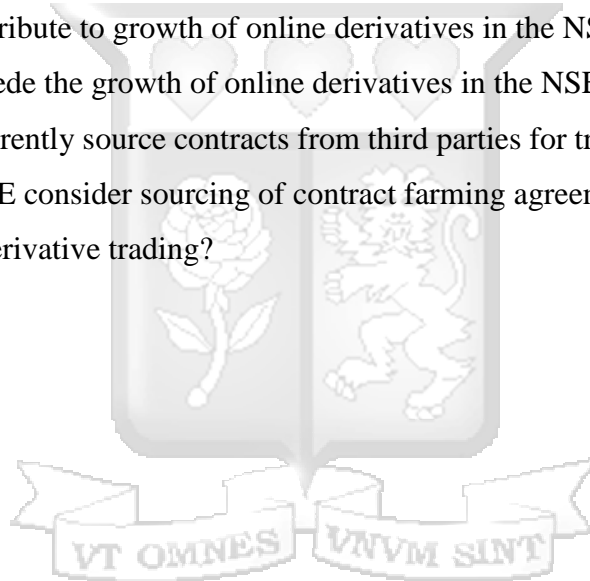 ribute to growth of online derivatives in the NS
ede the growth of online derivatives in the NSE
rently source contracts from third parties for tr
E consider sourcing of contract farming agreen
erivative trading?
VT OMNES VNVM SINT